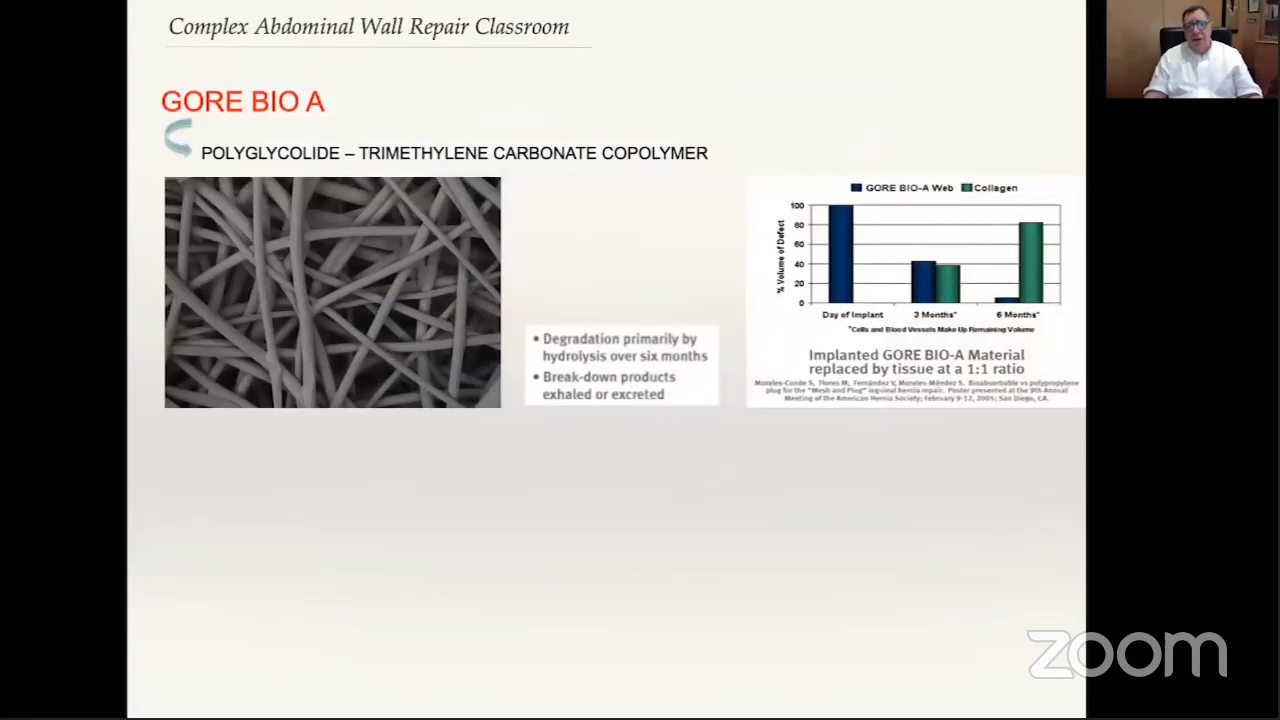 Complex Abdominal Wall Repair Classroom
GORE BIO A
POLYGLYCOLIDE – TRIMETHYLENE CARBONATE COPOLYMER
• Degradation primarily by
hydrolysis over six months
• Break-down products
exhaled or excreted
GORE BIO-A Web Collagen
% Volume of Defect
100
80
60
40
20
0
Day of Implant 3 Months* 6 Months*
*Cells and Blood Vessels Make Up Remaining Volume
Implanted GORE BIO-A Material
replaced by tissue at a 1:1 ratio
Morales-Conde S, Flores M, Fernández V, Morales-Méndez S. Bioabsorbable vs polypropylene
plug for the "Mesh and Plug" inguinal hernia repair. Poster presented at the 9th Annual
Meeting of the American Hernia Society; February 9-12, 2005; San Diego, CA.
zoom